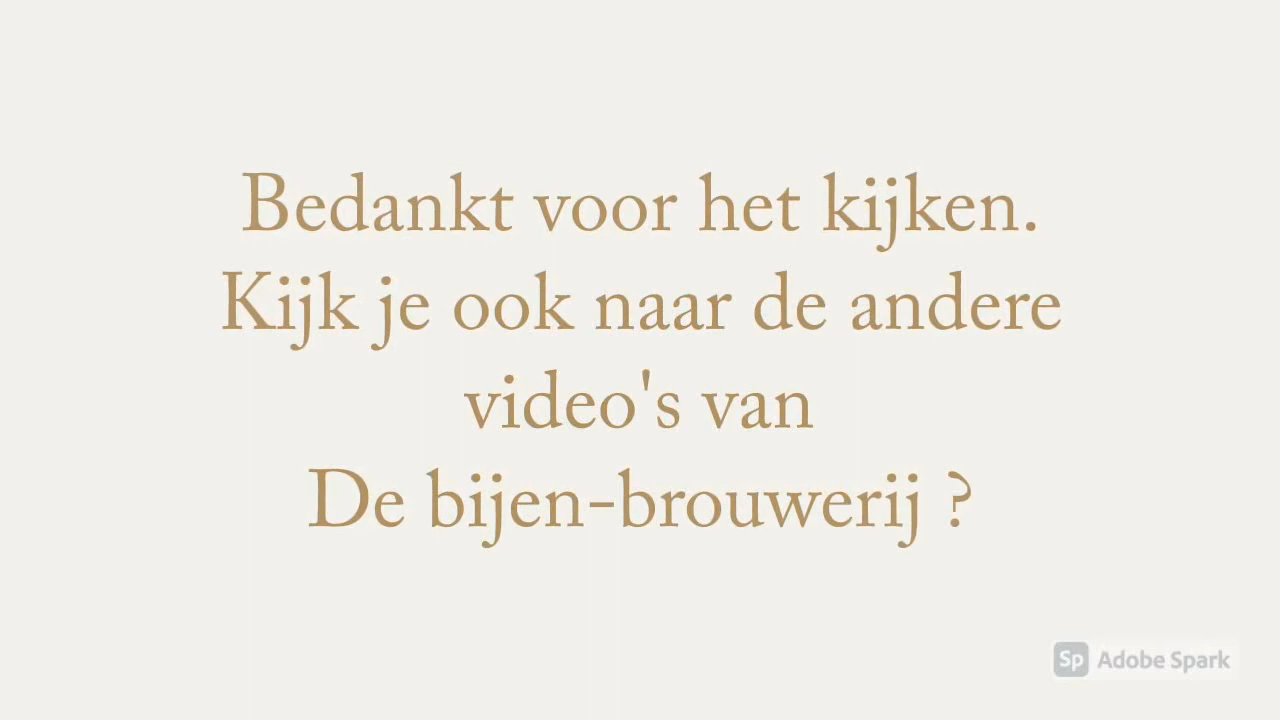 Bedankt voor het kijken.
Kijk je ook naar de andere
video's van
De bijen-brouwerij ?
Sp Adobe Spark